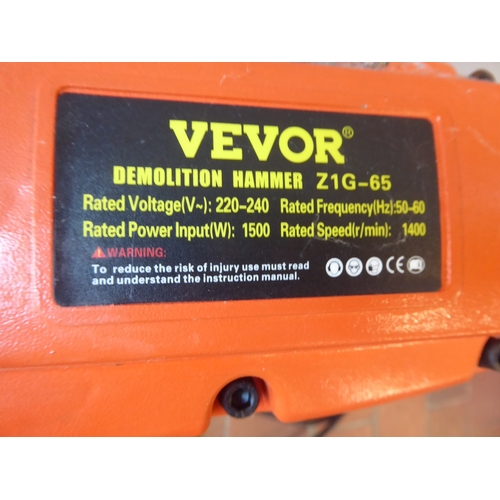 VEVOR®
DEMOLITION HAMMER Z1G-65
Rated Voltage(V~): 220-240 Rated Frequency(Hz):50-60
Rated Power Input(W): 1500 Rated Speed(r/min): 1400
WARNING:
To reduce the risk of injury use must read
and understand the instruction manual. CE